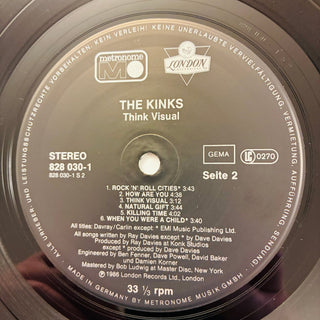 metronome
M
LONDON
THE KINKS
Think Visual
STEREO
828 030-1
828 030-1 S 2
GEMA
LC 0270
Seite 2
1. ROCK 'N' ROLL CITIES* 3:43
2. HOW ARE YOU 4:38
3. THINK VISUAL 3:12
4. NATURAL GIFT 3:44
5. KILLING TIME 4:02
6. WHEN YOU WERE A CHILD* 3:33
All titles: Davray/Carlin except * EMI Music Publishing Ltd.
All songs written by Ray Davies except * by Dave Davies
Produced by Ray Davies at Konk Studios
except * Dave Davies
Engineered by Ben Fenner, Dave Powell, David Baker
und Damien Korner
Mastered by Bob Ludwig at Master Disc, New York
℗ 1986 London Records Ltd.
33 ⅓ rpm
MADE IN GERMANY BY METRONOME MUSIK GMBH
ALLE URHEBER- UND LEISTUNGSSCHUTZRECHTE VORBEHALTEN. KEIN VERLEIH! KEINE UNERLAUBTE VERVIELFÄLTIGUNG, VERMIETUNG, AUFFÜHRUNG, SENDUNG!